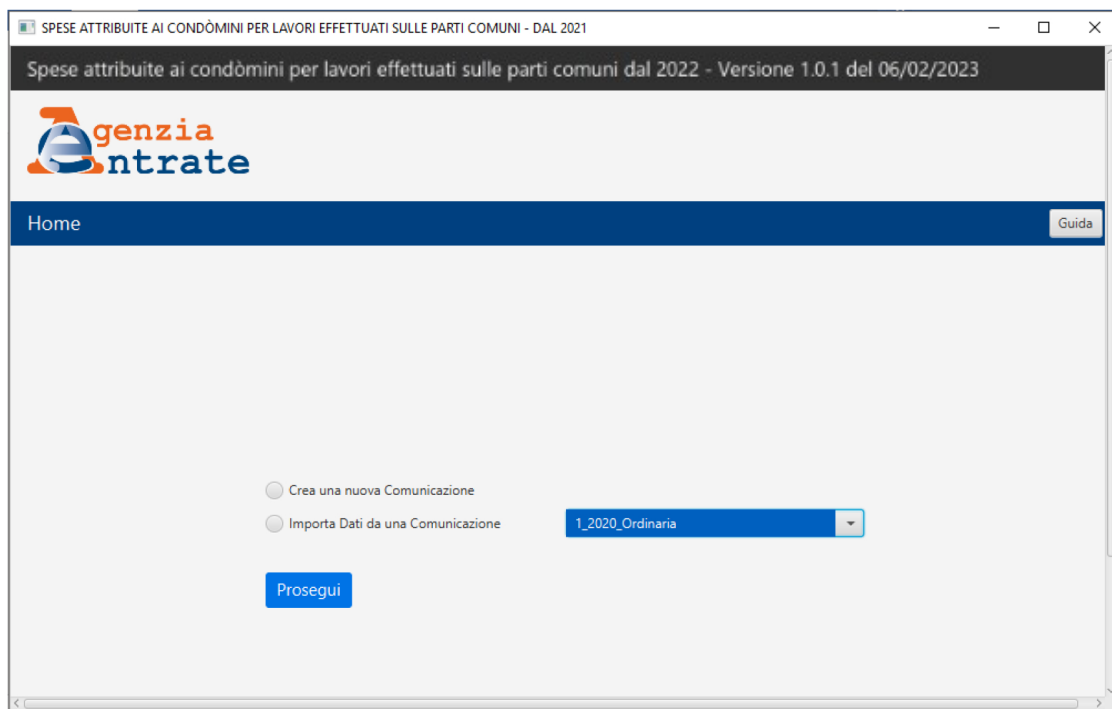 SPESE ATTRIBUITE AI CONDÒMINI PER LAVORI EFFETTUATI SULLE PARTI COMUNI - DAL 2021
Spese attribuite ai condòmini per lavori effettuati sulle parti comuni dal 2022 - Versione 1.0.1 del 06/02/2023
Agenzia
Entrate
Home
Guida
Crea una nuova Comunicazione
Importa Dati da una Comunicazione
1_2020_Ordinaria
Prosegui